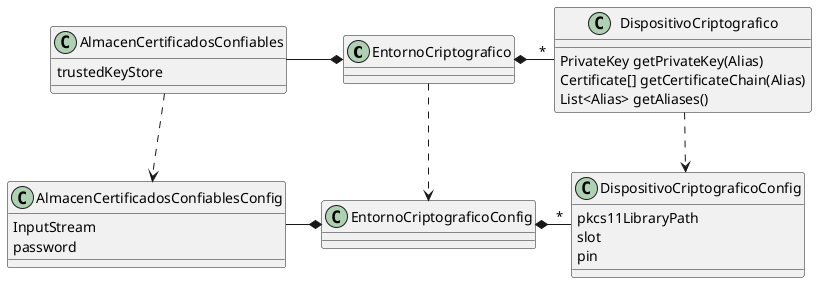 C AlmacenCertificadosConfiables
trustedKeyStore
C EntornoCriptografico
*
C DispositivoCriptografico
PrivateKey getPrivateKey(Alias)
Certificate[] getCertificateChain(Alias)
List<Alias> getAliases()
C AlmacenCertificadosConfiablesConfig
InputStream
password
C EntornoCriptograficoConfig
*
C DispositivoCriptograficoConfig
pkcs11LibraryPath
slot
pin